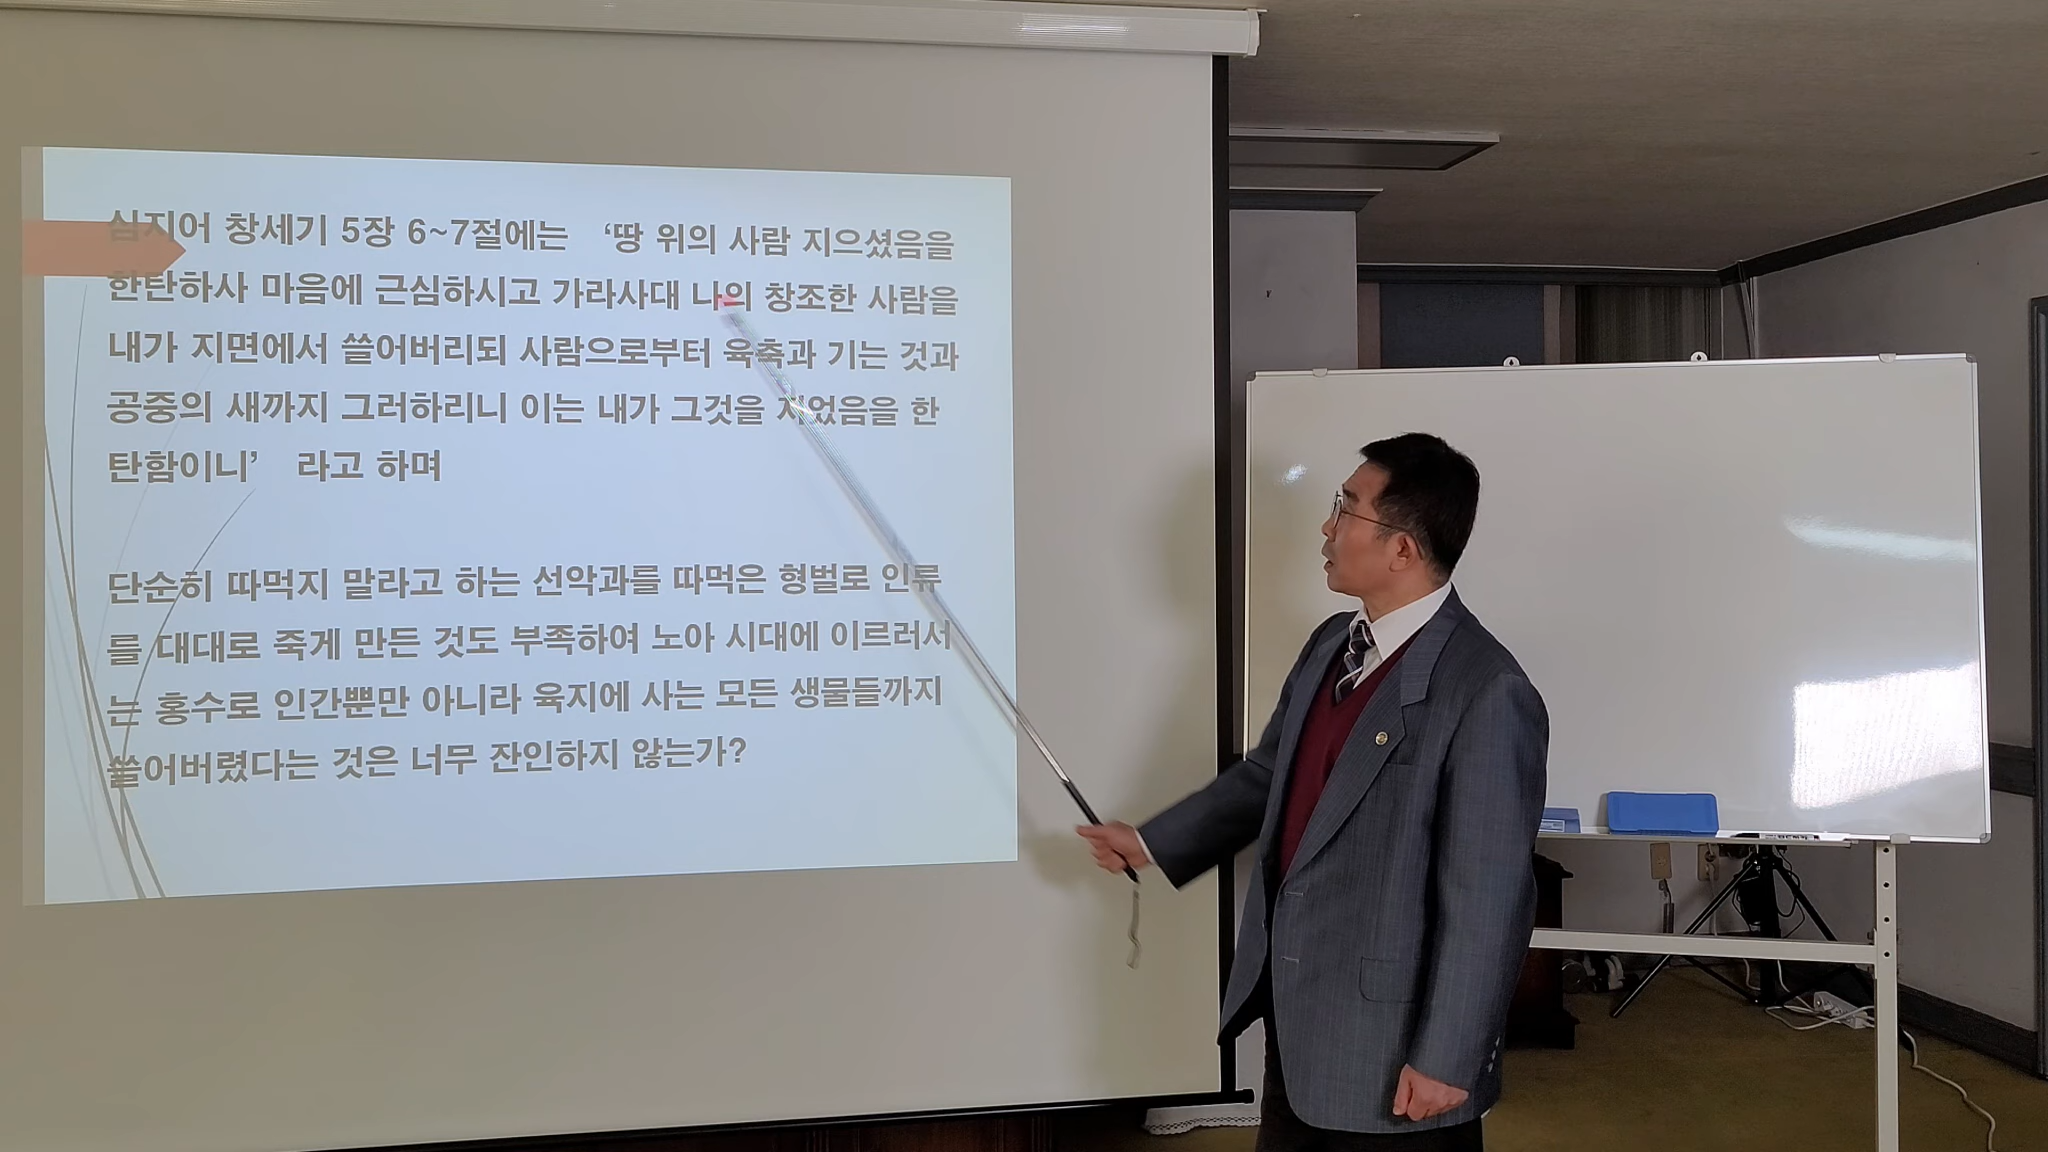 심지어 창세기 5장 6~7절에는 ‘땅 위의 사람 지으셨음을
한탄하사 마음에 근심하시고 가라사대 나의 창조한 사람을
내가 지면에서 쓸어버리되 사람으로부터 육축과 기는 것과
공중의 새까지 그러하리니 이는 내가 그것을 지었음을 한
탄함이니’ 라고 하며
단순히 따먹지 말라고 하는 선악과를 따먹은 형벌로 인류
를 대대로 죽게 만든 것도 부족하여 노아 시대에 이르러서
는 홍수로 인간뿐만 아니라 육지에 사는 모든 생물들까지
쓸어버렸다는 것은 너무 잔인하지 않는가?